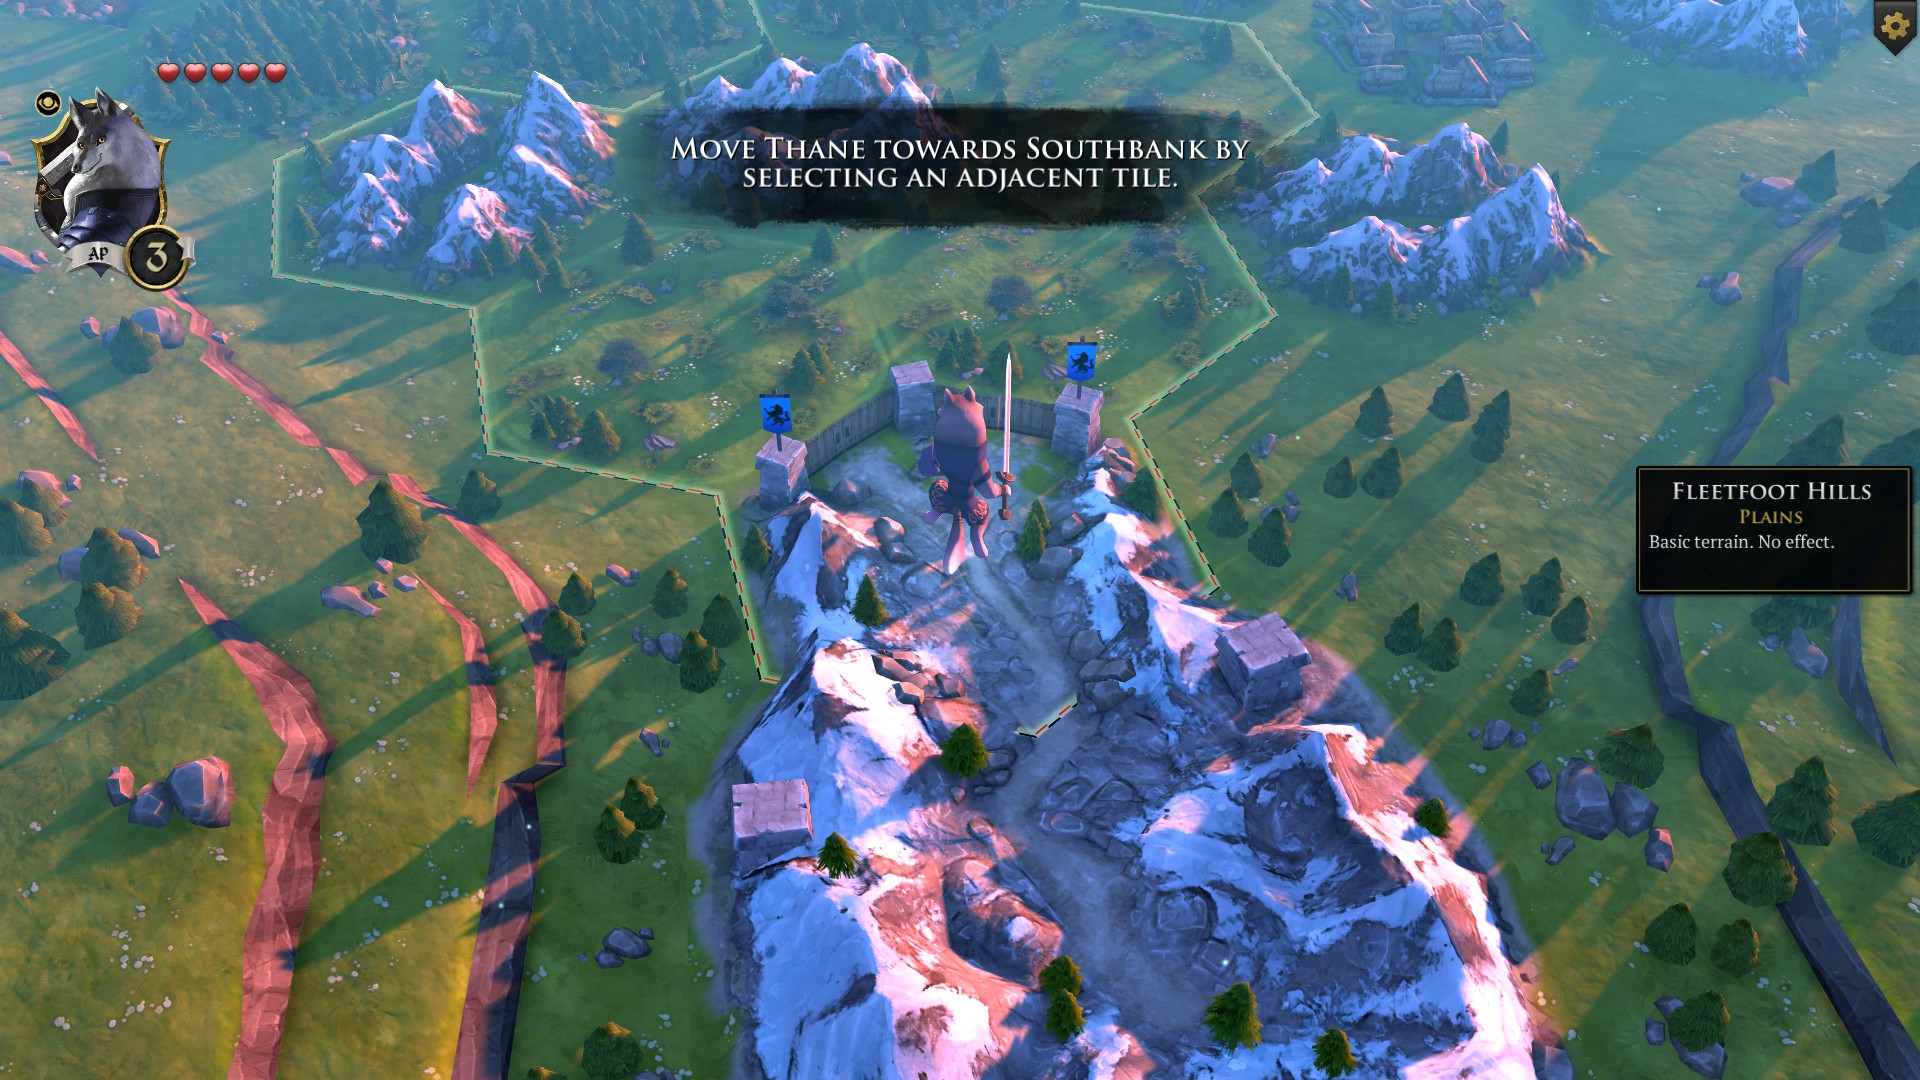 Move Thane towards Southbank by
selecting an adjacent tile.
AP
3
Fleetfoot Hills
Plains
Basic terrain. No effect.